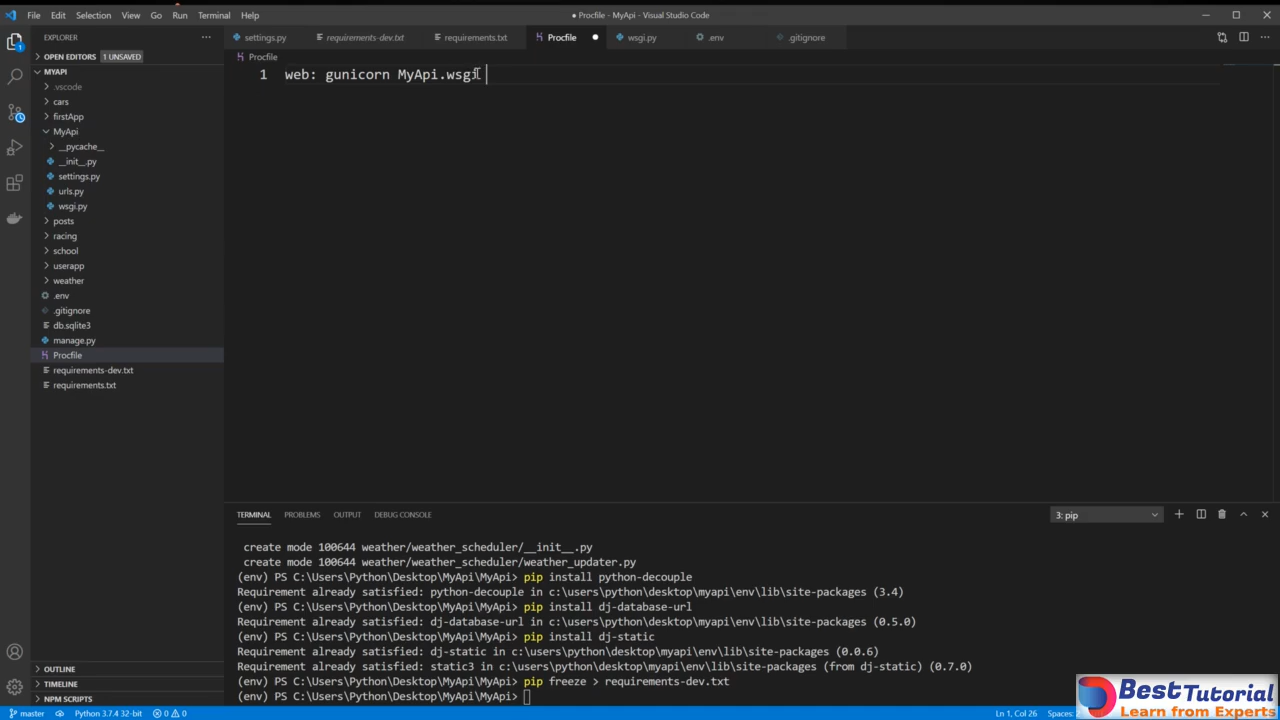 File Edit Selection View Go Run Terminal Help
● Procfile - MyApi - Visual Studio Code
EXPLORER
settings.py requirements-dev.txt requirements.txt Procfile wsgi.py .env .gitignore
OPEN EDITORS 1 UNSAVED
Procfile
MYAPI
1 web: gunicorn MyApi.wsgi
.vscode
cars
firstApp
MyApi
__pycache__
__init__.py
settings.py
urls.py
wsgi.py
posts
racing
school
userapp
weather
.env
.gitignore
db.sqlite3
manage.py
Procfile
requirements-dev.txt
requirements.txt
TERMINAL PROBLEMS OUTPUT DEBUG CONSOLE
3: pip
create mode 100644 weather/weather_scheduler/__init__.py
create mode 100644 weather/weather_scheduler/weather_updater.py
(env) PS C:\Users\Python\Desktop\MyApi\MyApi> pip install python-decouple
Requirement already satisfied: python-decouple in c:\users\python\desktop\myapi\env\lib\site-packages (3.4)
(env) PS C:\Users\Python\Desktop\MyApi\MyApi> pip install dj-database-url
Requirement already satisfied: dj-database-url in c:\users\python\desktop\myapi\env\lib\site-packages (0.5.0)
(env) PS C:\Users\Python\Desktop\MyApi\MyApi> pip install dj-static
Requirement already satisfied: dj-static in c:\users\python\desktop\myapi\env\lib\site-packages (0.0.6)
Requirement already satisfied: static3 in c:\users\python\desktop\myapi\env\lib\site-packages (from dj-static) (0.7.0)
(env) PS C:\Users\Python\Desktop\MyApi\MyApi> pip freeze > requirements-dev.txt
(env) PS C:\Users\Python\Desktop\MyApi\MyApi>
OUTLINE
TIMELINE
NPM SCRIPTS
master
Python 3.7.4 32-bit
0 0
Ln 1, Col 26
Spaces:
BestTutorial
Learn from Experts